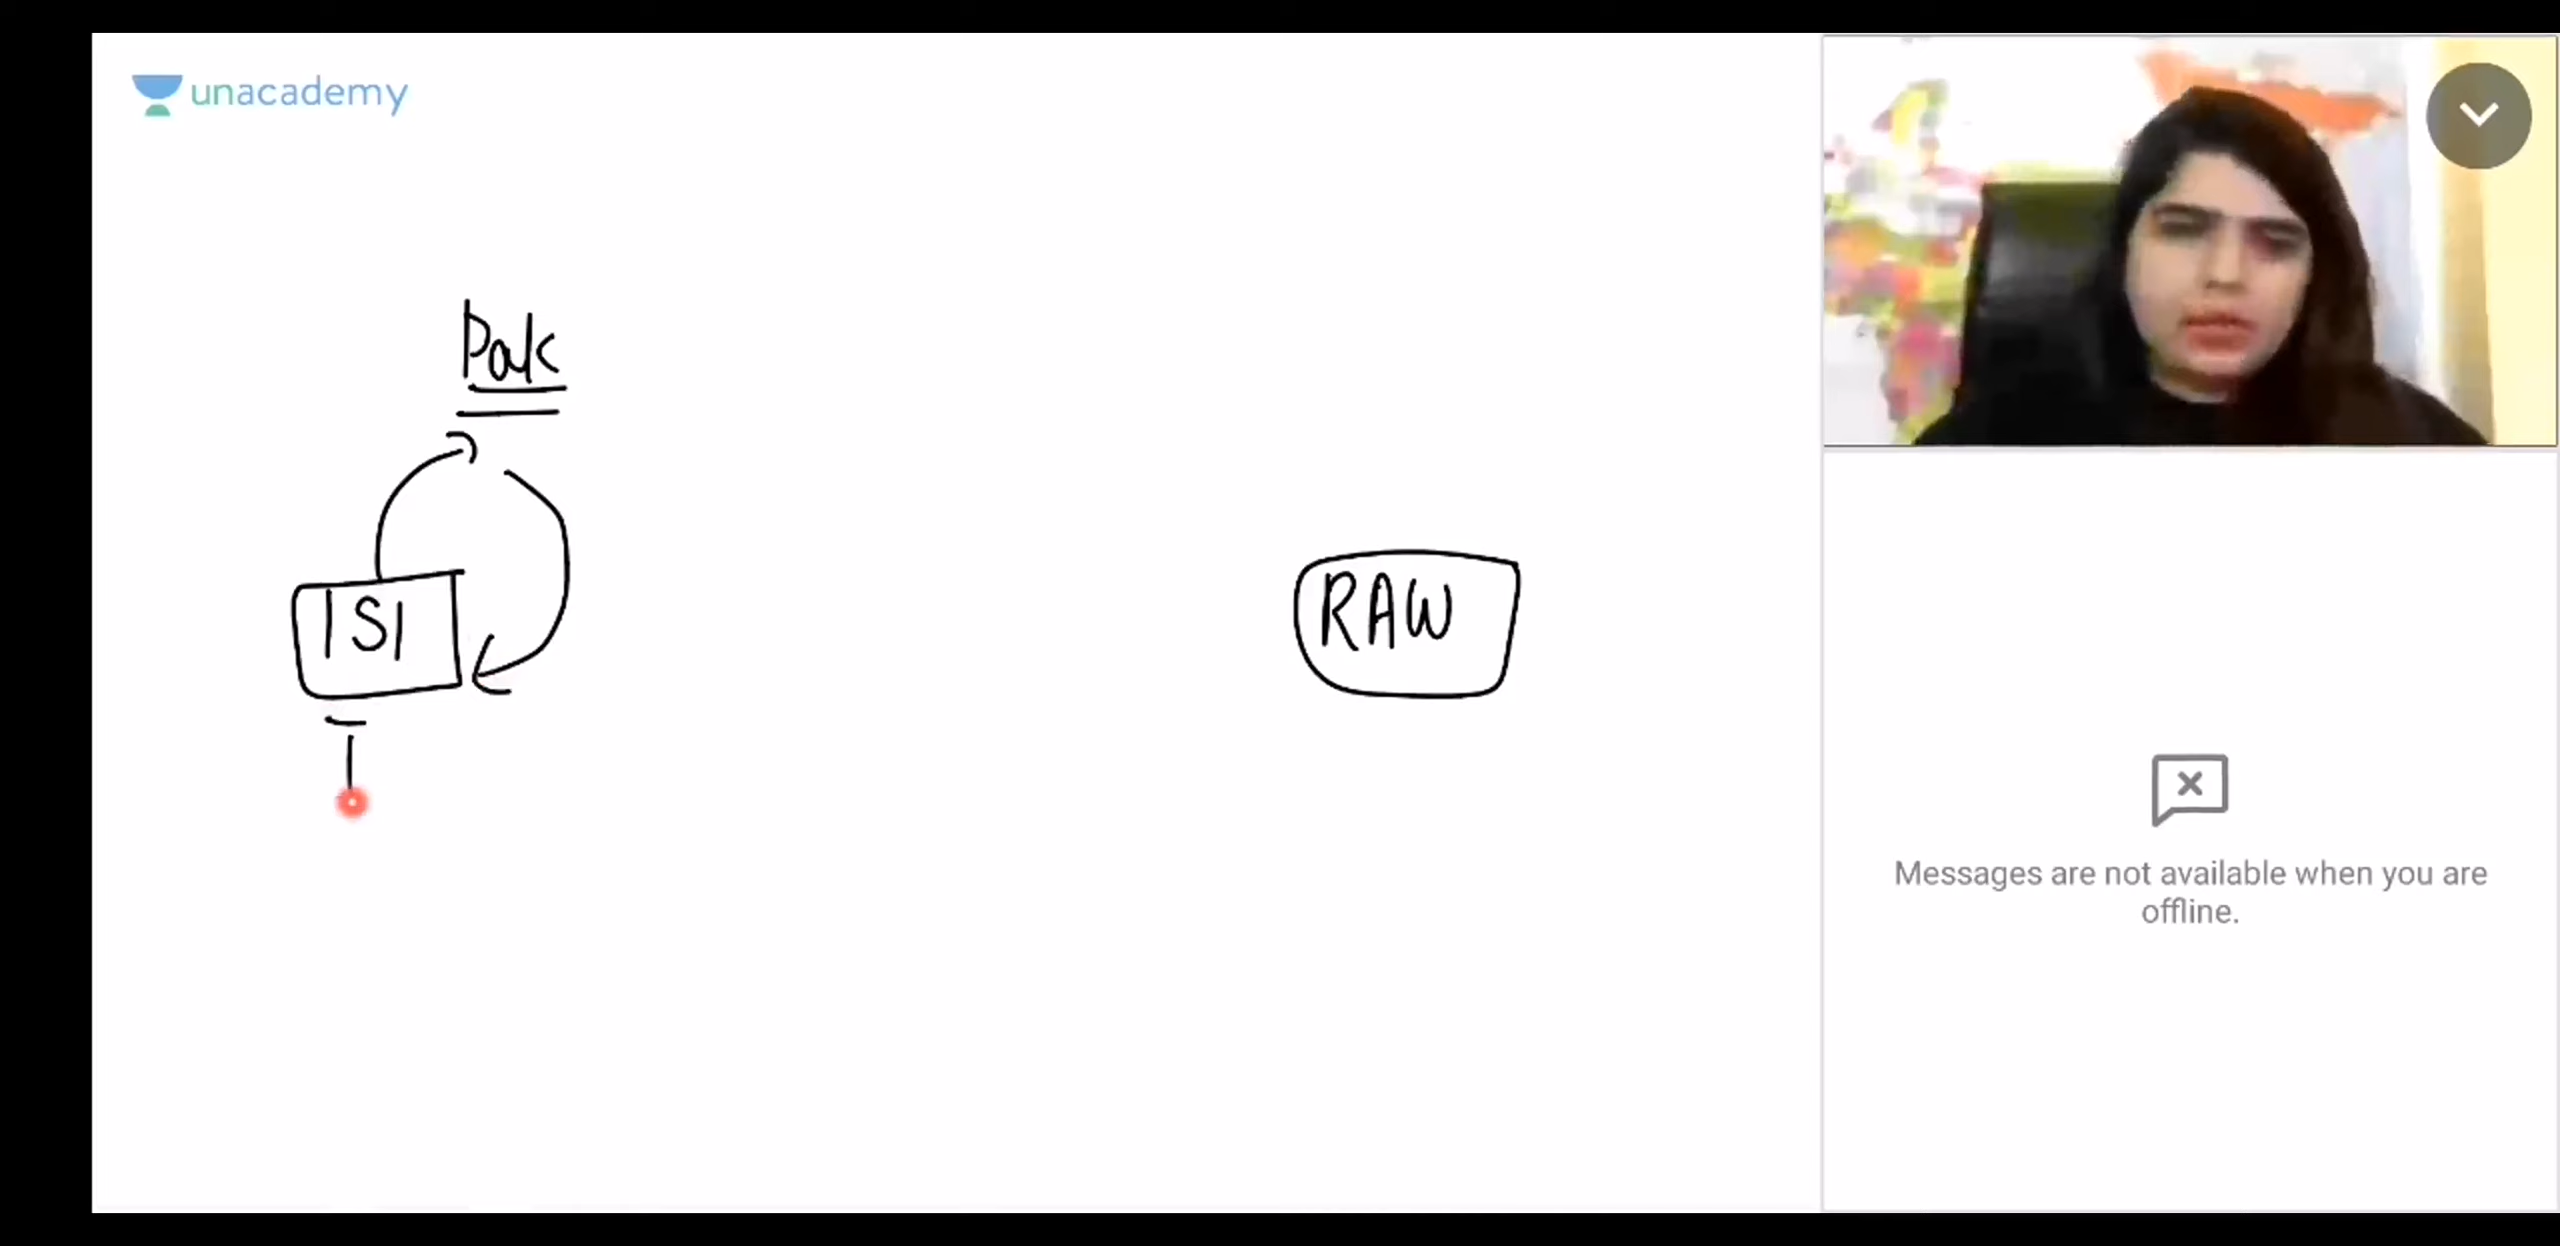 unacademy
Pak
ISI
RAW
Messages are not available when you are
offline.